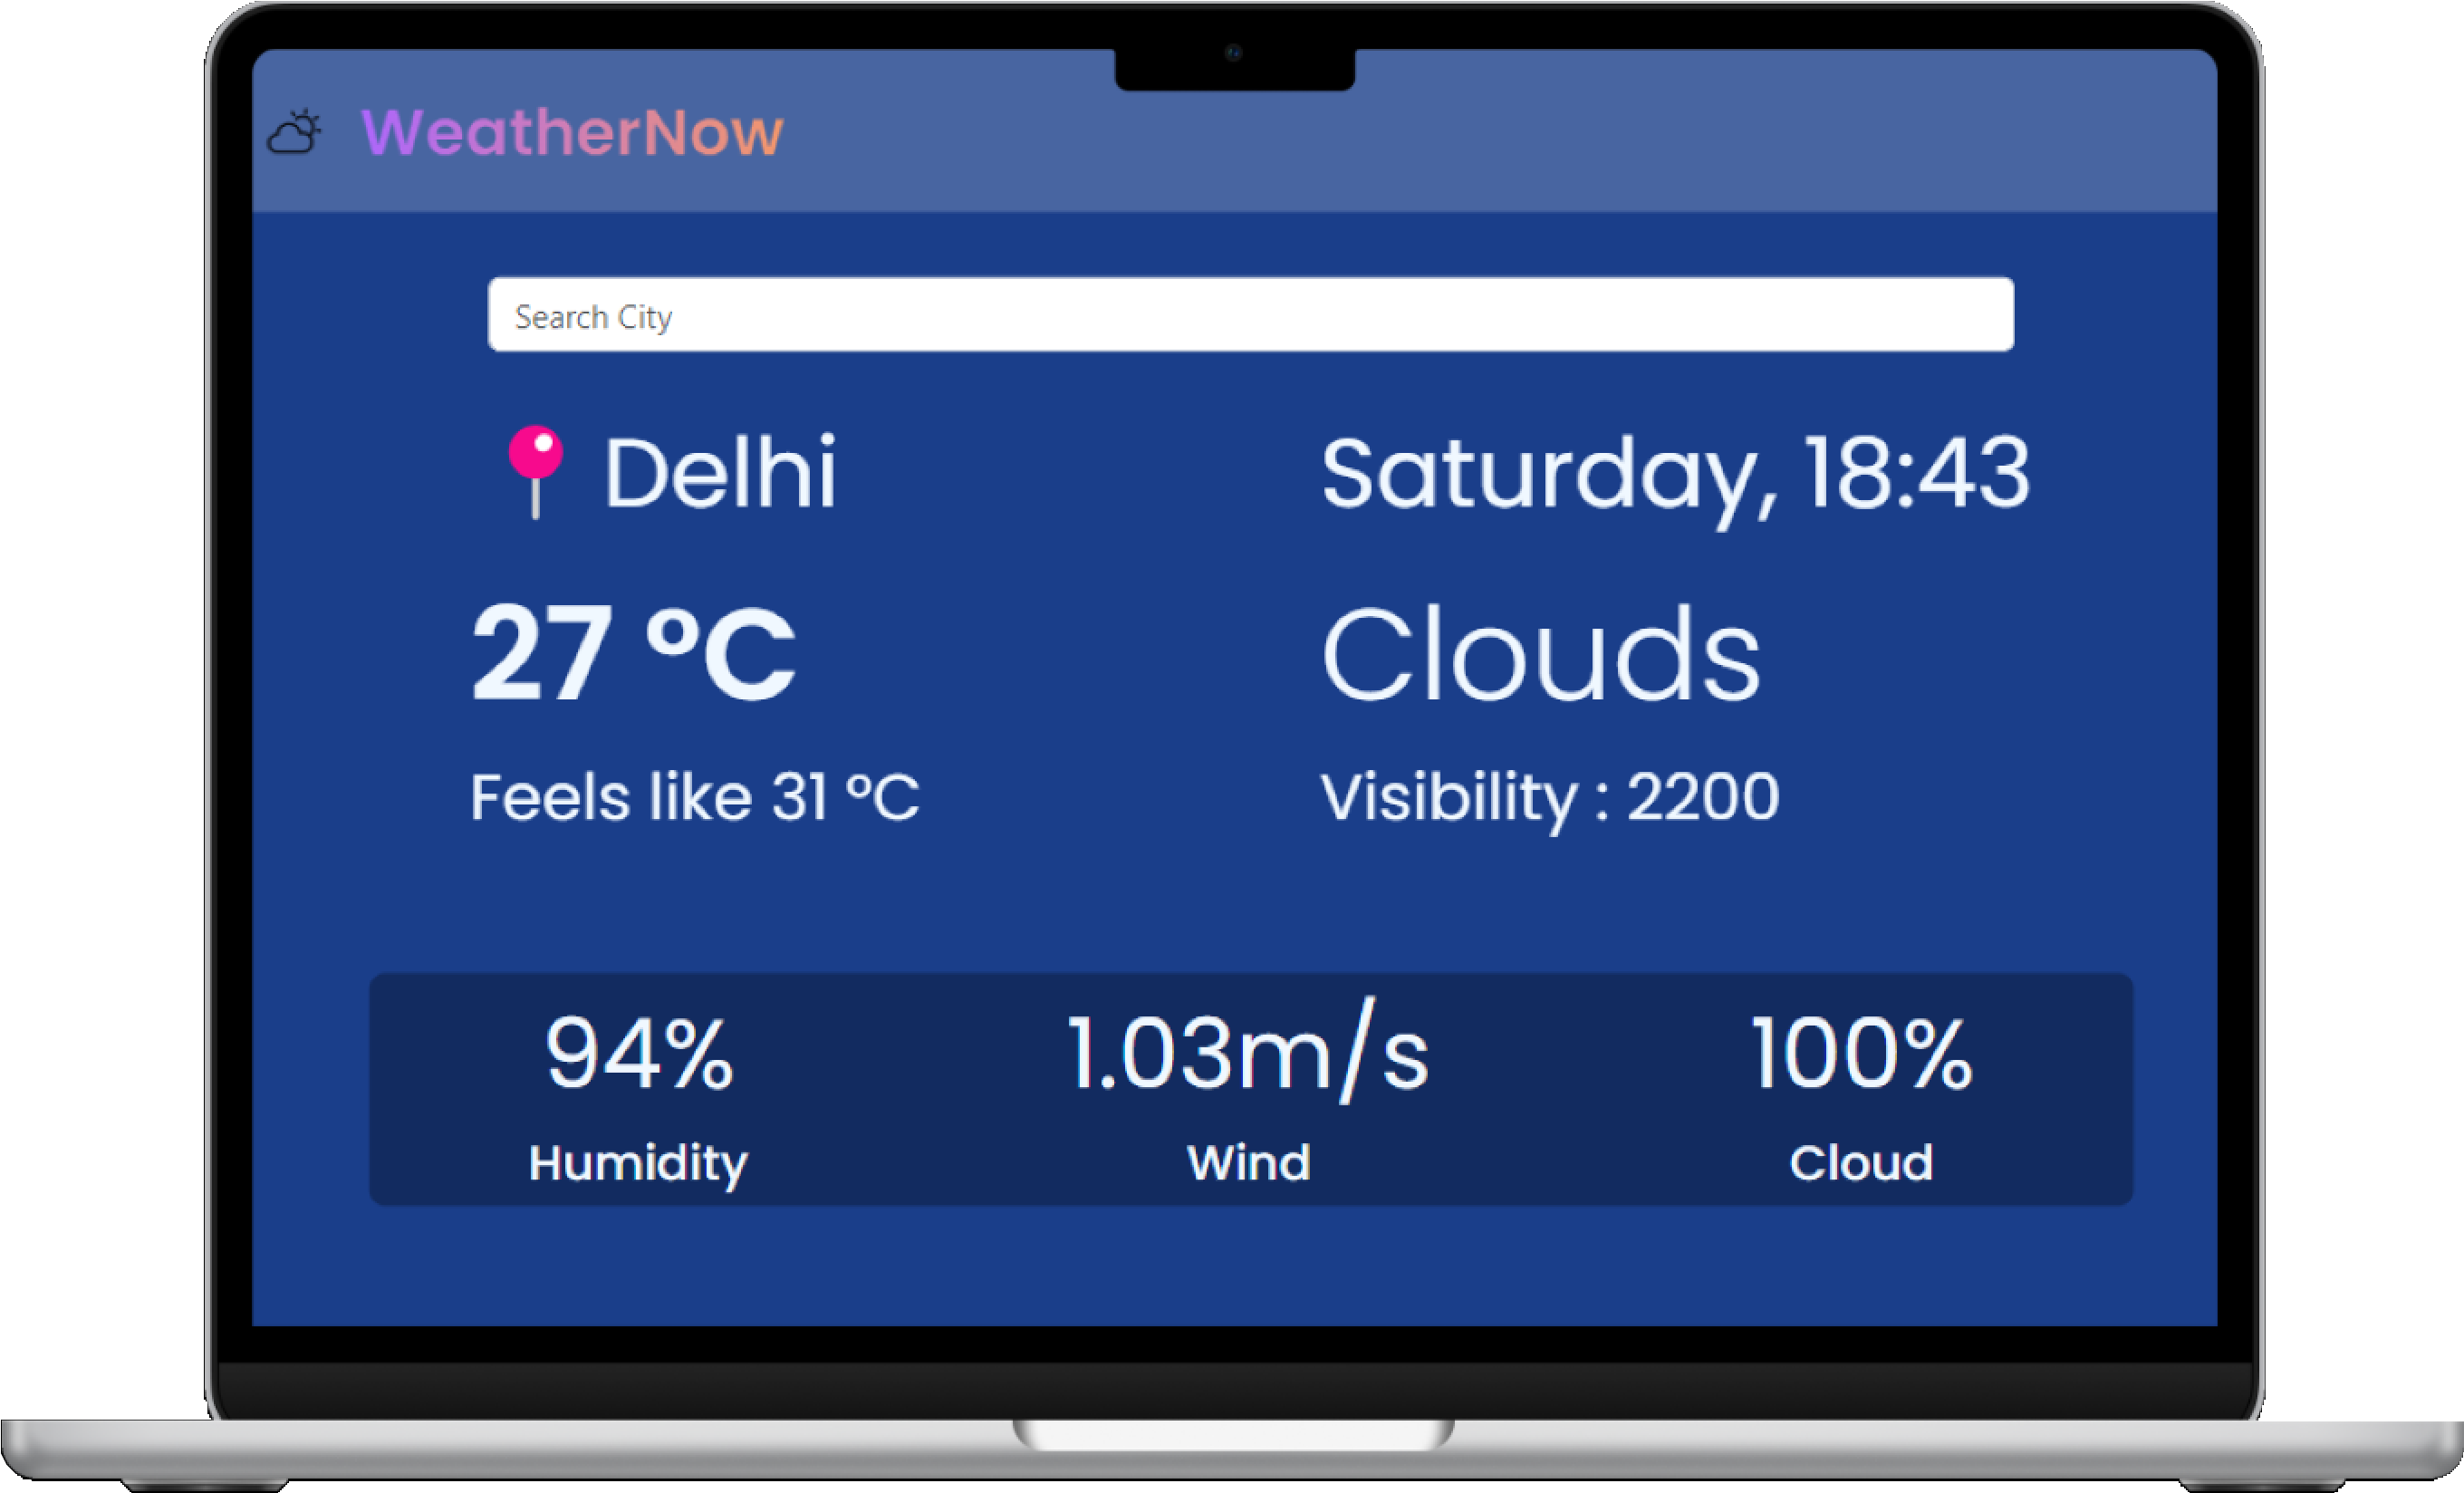 WeatherNow
Search City
Delhi
Saturday, 18:43
27 °C
Clouds
Feels like 31 °C
Visibility : 2200
94%
1.03m/s
100%
Humidity
Wind
Cloud